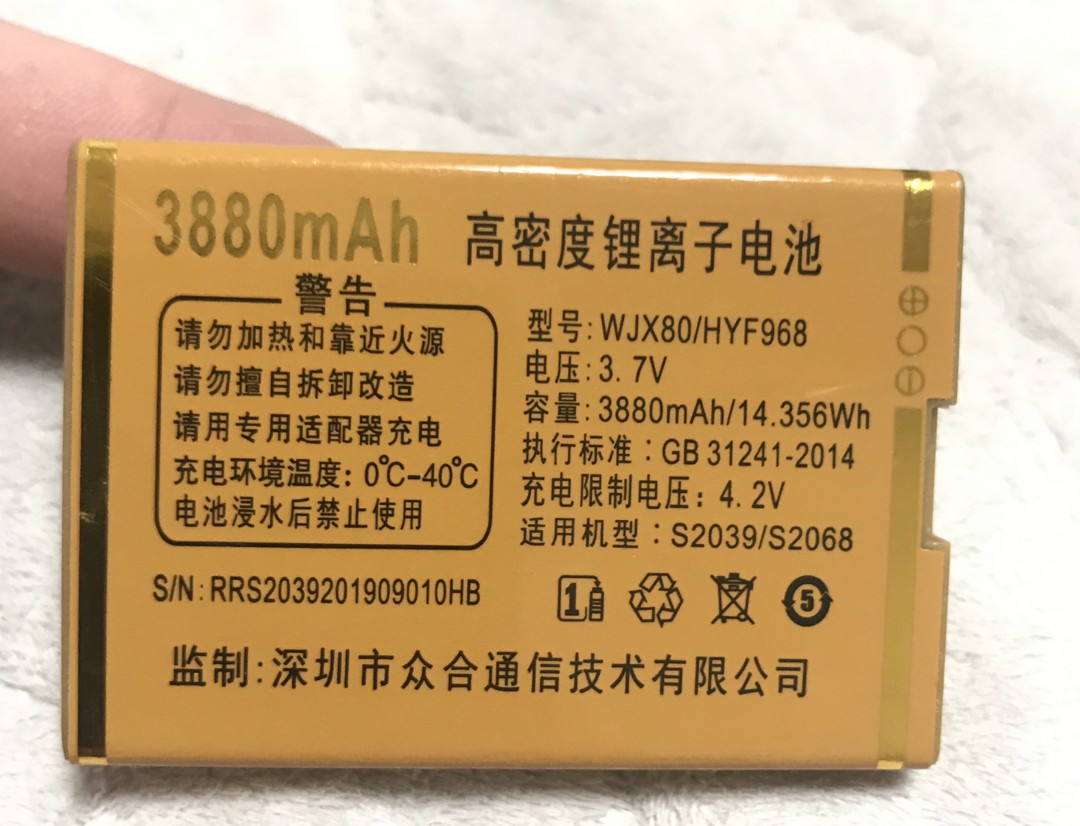 3880mAh 高密度锂离子电池
警告
请勿加热和靠近火源
请勿擅自拆卸改造
请用专用适配器充电
充电环境温度：0℃-40℃
电池浸水后禁止使用
型号：WJX80/HYF968
电压：3.7V
容量：3880mAh/14.356Wh
执行标准：GB 31241-2014
充电限制电压：4.2V
适用机型：S2039/S2068
S/N：RRS2039201909010HB
1
5
监制：深圳市众合通信技术有限公司